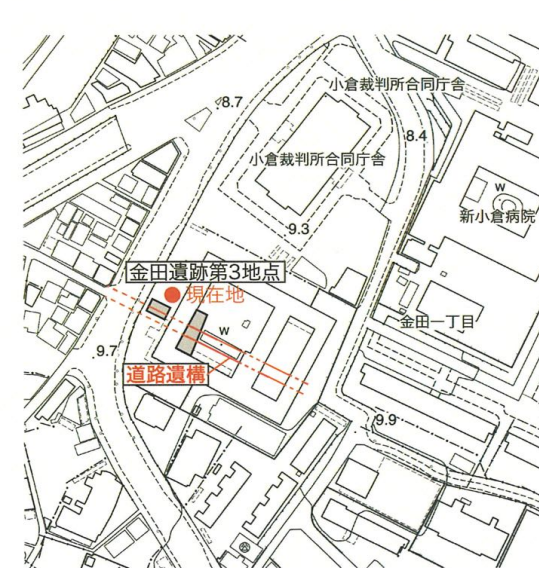 小倉裁判所合同庁舎
8.7
8.4
小倉裁判所合同庁舎
W
新小倉病院
9.3
金田遺跡第3地点
現在地
金田一丁目
W
9.7
道路遺構
9.9